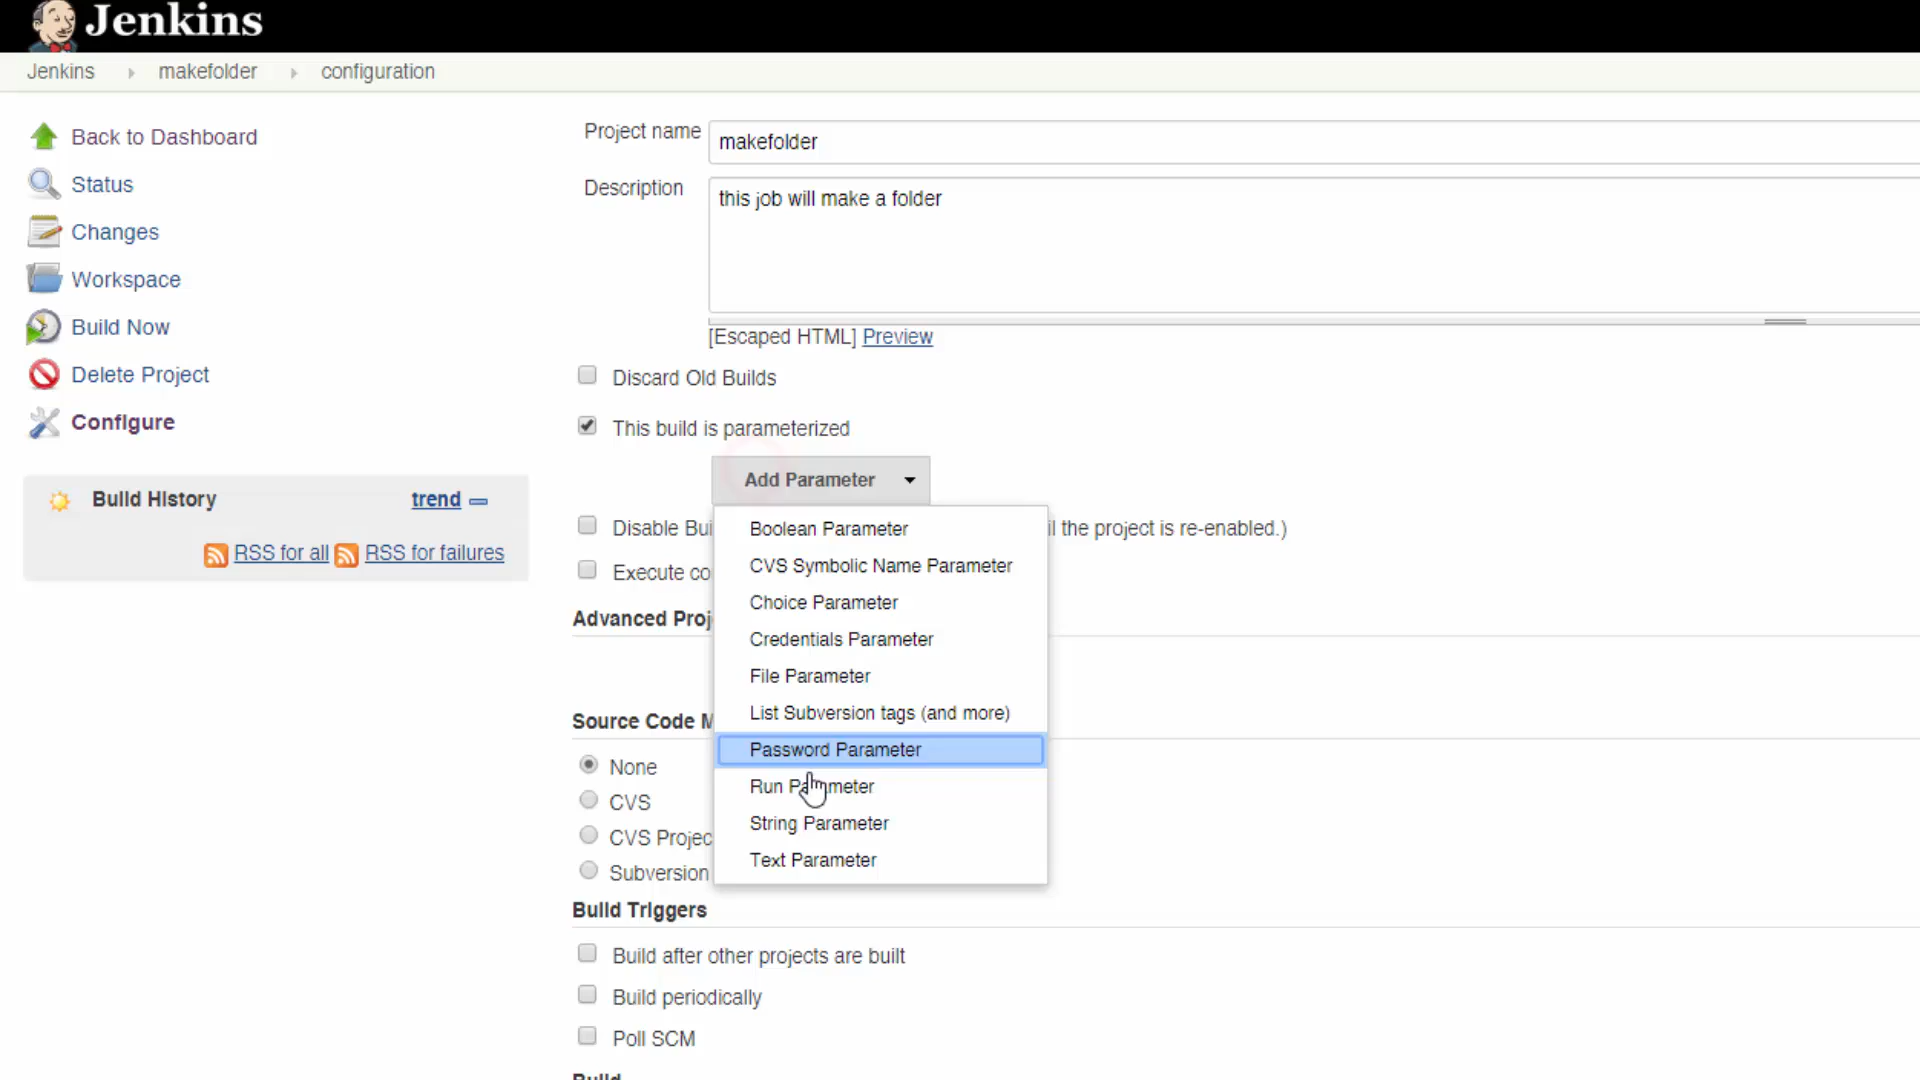 Jenkins
Jenkins makefolder configuration
Back to Dashboard
Status
Changes
Workspace
Build Now
Delete Project
Configure
Build History trend
RSS for all RSS for failures
Project name makefolder
Description this job will make a folder
[Escaped HTML] Preview
Discard Old Builds
This build is parameterized
Add Parameter
Boolean Parameter
CVS Symbolic Name Parameter
Choice Parameter
Credentials Parameter
File Parameter
List Subversion tags (and more)
Password Parameter
Run Parameter
String Parameter
Text Parameter
Disable the project is re-enabled.)
Execute
Advanced
Source Code
None
CVS
CVS
Subversion
Build Triggers
Build after other projects are built
Build periodically
Poll SCM
Build